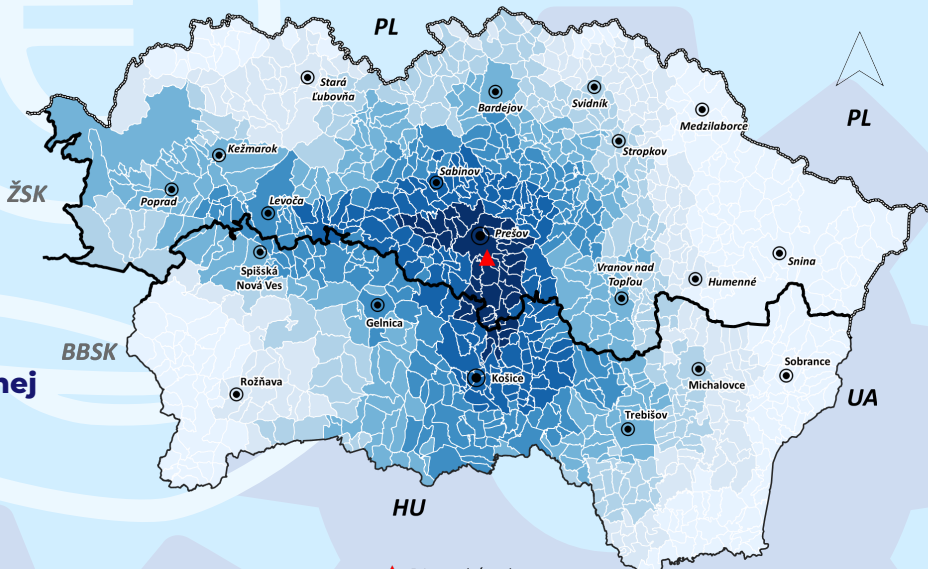 PL
Stará
Ľubovňa
Bardejov
Svidník
Medzilaborce
PL
Kežmarok
Stropkov
ŽSK
Poprad
Levoča
Sabinov
Prešov
Spišská
Nová Ves
Vranov nad
Topľou
Humenné
Snina
Gelnica
BBSK
Rožňava
Košice
Michalovce
Sobrance
nej
UA
Trebišov
HU